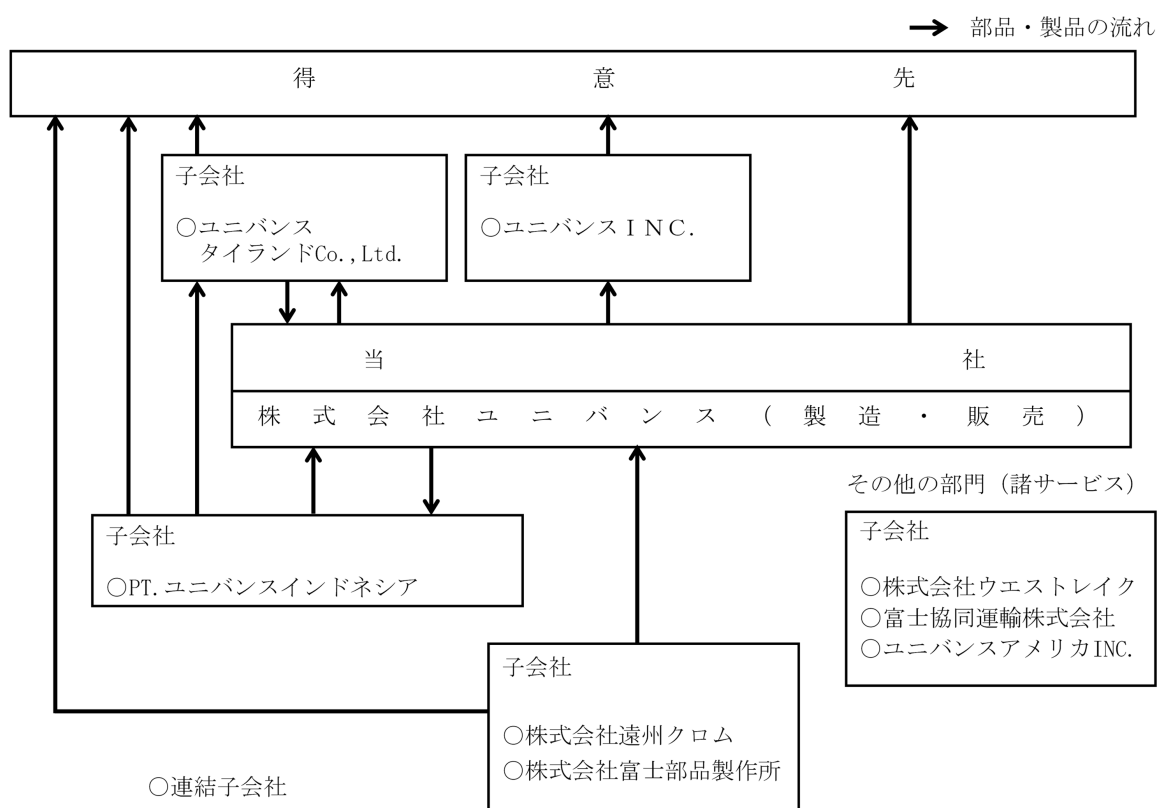 部品・製品の流れ
得意先
子会社
○ユニバンス
タイランドCo.,Ltd.
子会社
○ユニバンスＩＮＣ.
当社
株式会社ユニバンス（製造・販売）
子会社
○PT.ユニバンスインドネシア
その他の部門（諸サービス）
子会社
○株式会社ウエストレイク
○富士協同運輸株式会社
○ユニバンスアメリカINC.
子会社
○株式会社遠州クロム
○株式会社富士部品製作所
○連結子会社